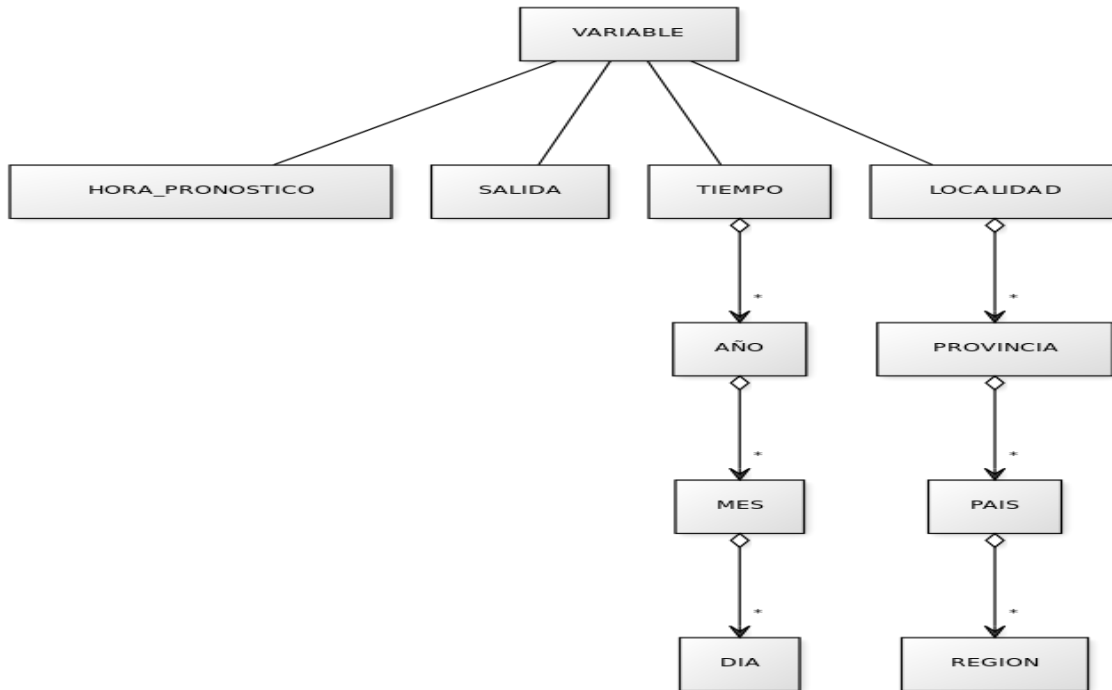 VARIABLE
HORA_PRONOSTICO
SALIDA
TIEMPO
LOCALIDAD
*
*
AÑO
PROVINCIA
*
*
MES
PAIS
*
*
DIA
REGION